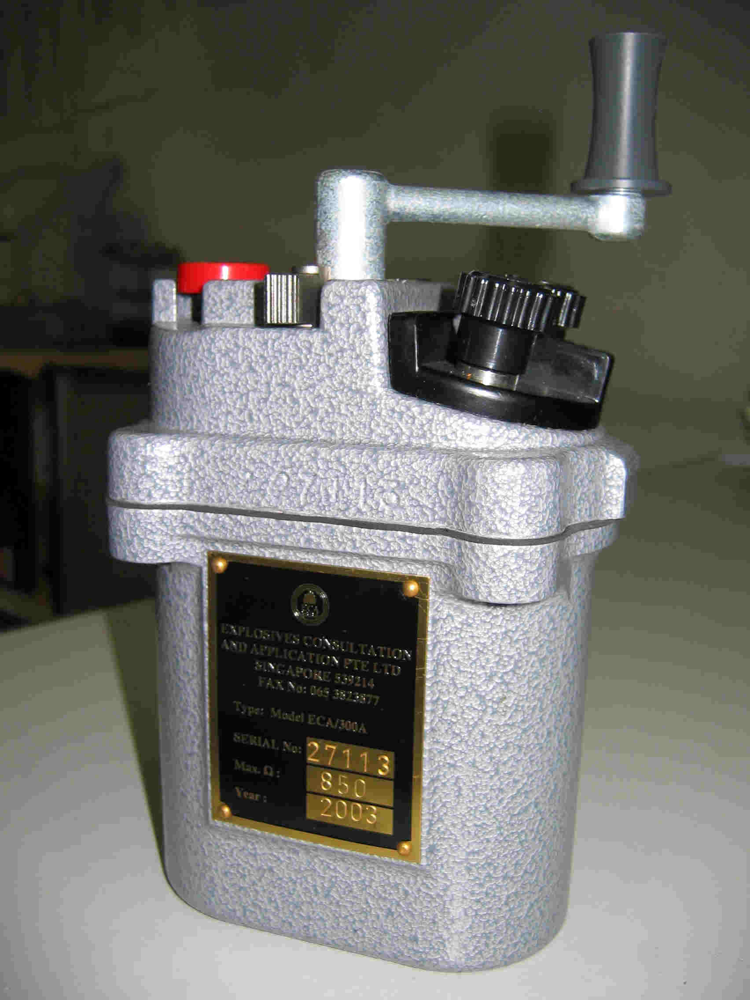 ECA
EXPLOSIVES CONSULTATION
AND APPLICATION PTE LTD
SINGAPORE 539214
FAX No: 065 3823877
Type: Model ECA/300A
SERIAL No: 27113
Max. Ω : 850
Year : 2003